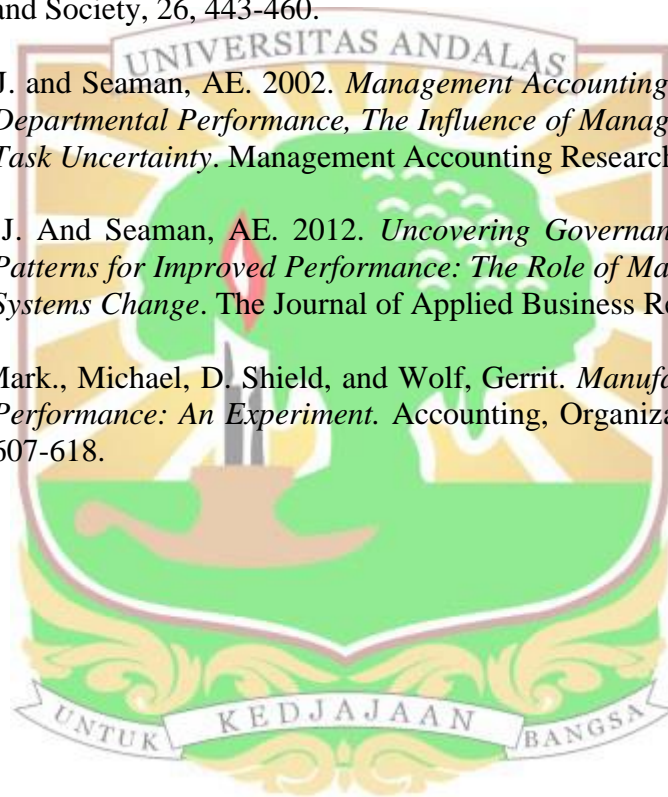 and Society, 26, 443-460.
UNIVERSITAS ANDALAS
J. and Seaman, AE. 2002. Management Accounting
Departmental Performance, The Influence of Manag
Task Uncertainty. Management Accounting Research
J. And Seaman, AE. 2012. Uncovering Governan
Patterns for Improved Performance: The Role of Ma
Systems Change. The Journal of Applied Business Re
Mark., Michael, D. Shield, and Wolf, Gerrit. Manufa
Performance: An Experiment. Accounting, Organiza
607-618.
UNTUK KEDJAJAAN BANGSA